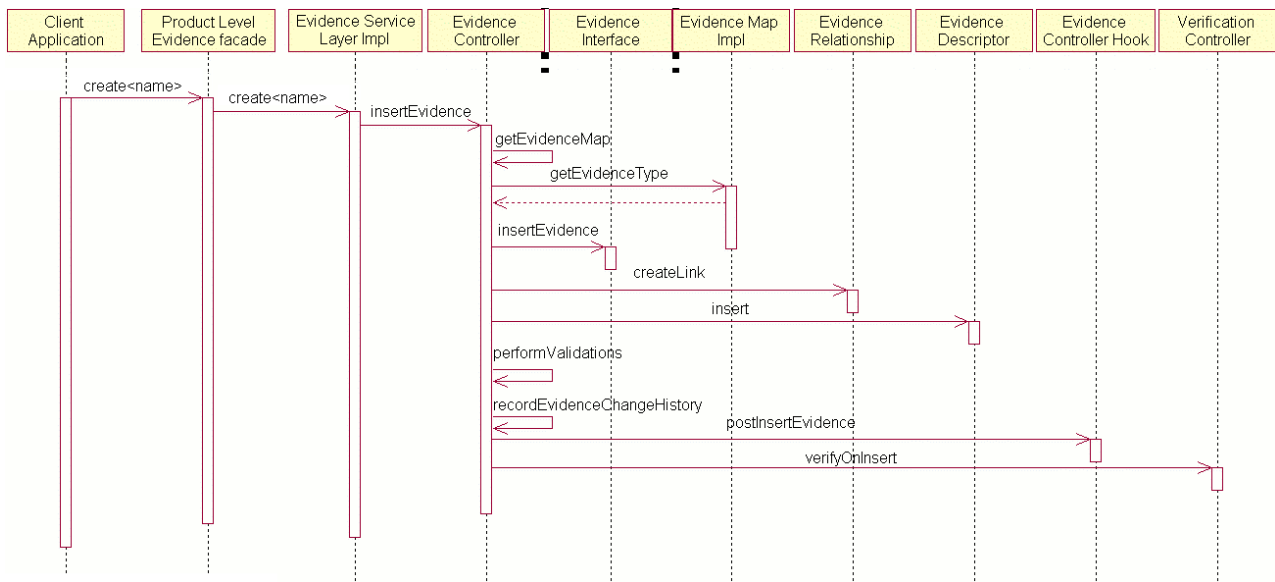 Client
Application
Product Level
Evidence facade
Evidence Service
Layer Impl
Evidence
Controller
Evidence
Interface
Evidence Map
Impl
Evidence
Relationship
Evidence
Descriptor
Evidence
Controller Hook
Verification
Controller
create<name>
create<name>
insertEvidence
getEvidenceMap
getEvidenceType
insertEvidence
createLink
insert
performValidations
recordEvidenceChangeHistory
postInsertEvidence
verifyOnInsert